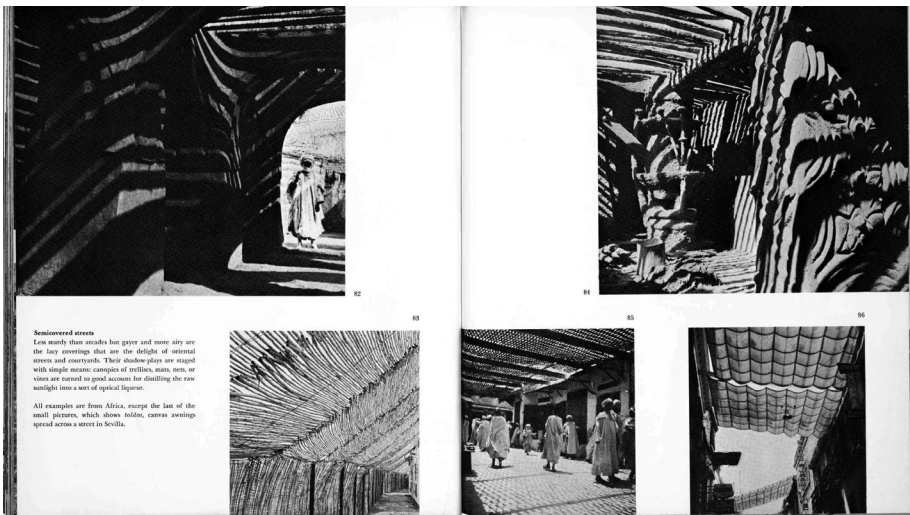 82
84
83
85
86
Semicovered streets
Less sturdy than arcades but gayer and more airy are
the lacy coverings that are the delight of oriental
streets and courtyards. Their shadow-plays are staged
with simple means: canopies of trellises, mats, nets, or
vines are turned to good account for distilling the raw
sunlight into a sort of optical liqueur.
All examples are from Africa, except the last of the
small pictures, which shows toldos, canvas awnings
spread across a street in Sevilla.